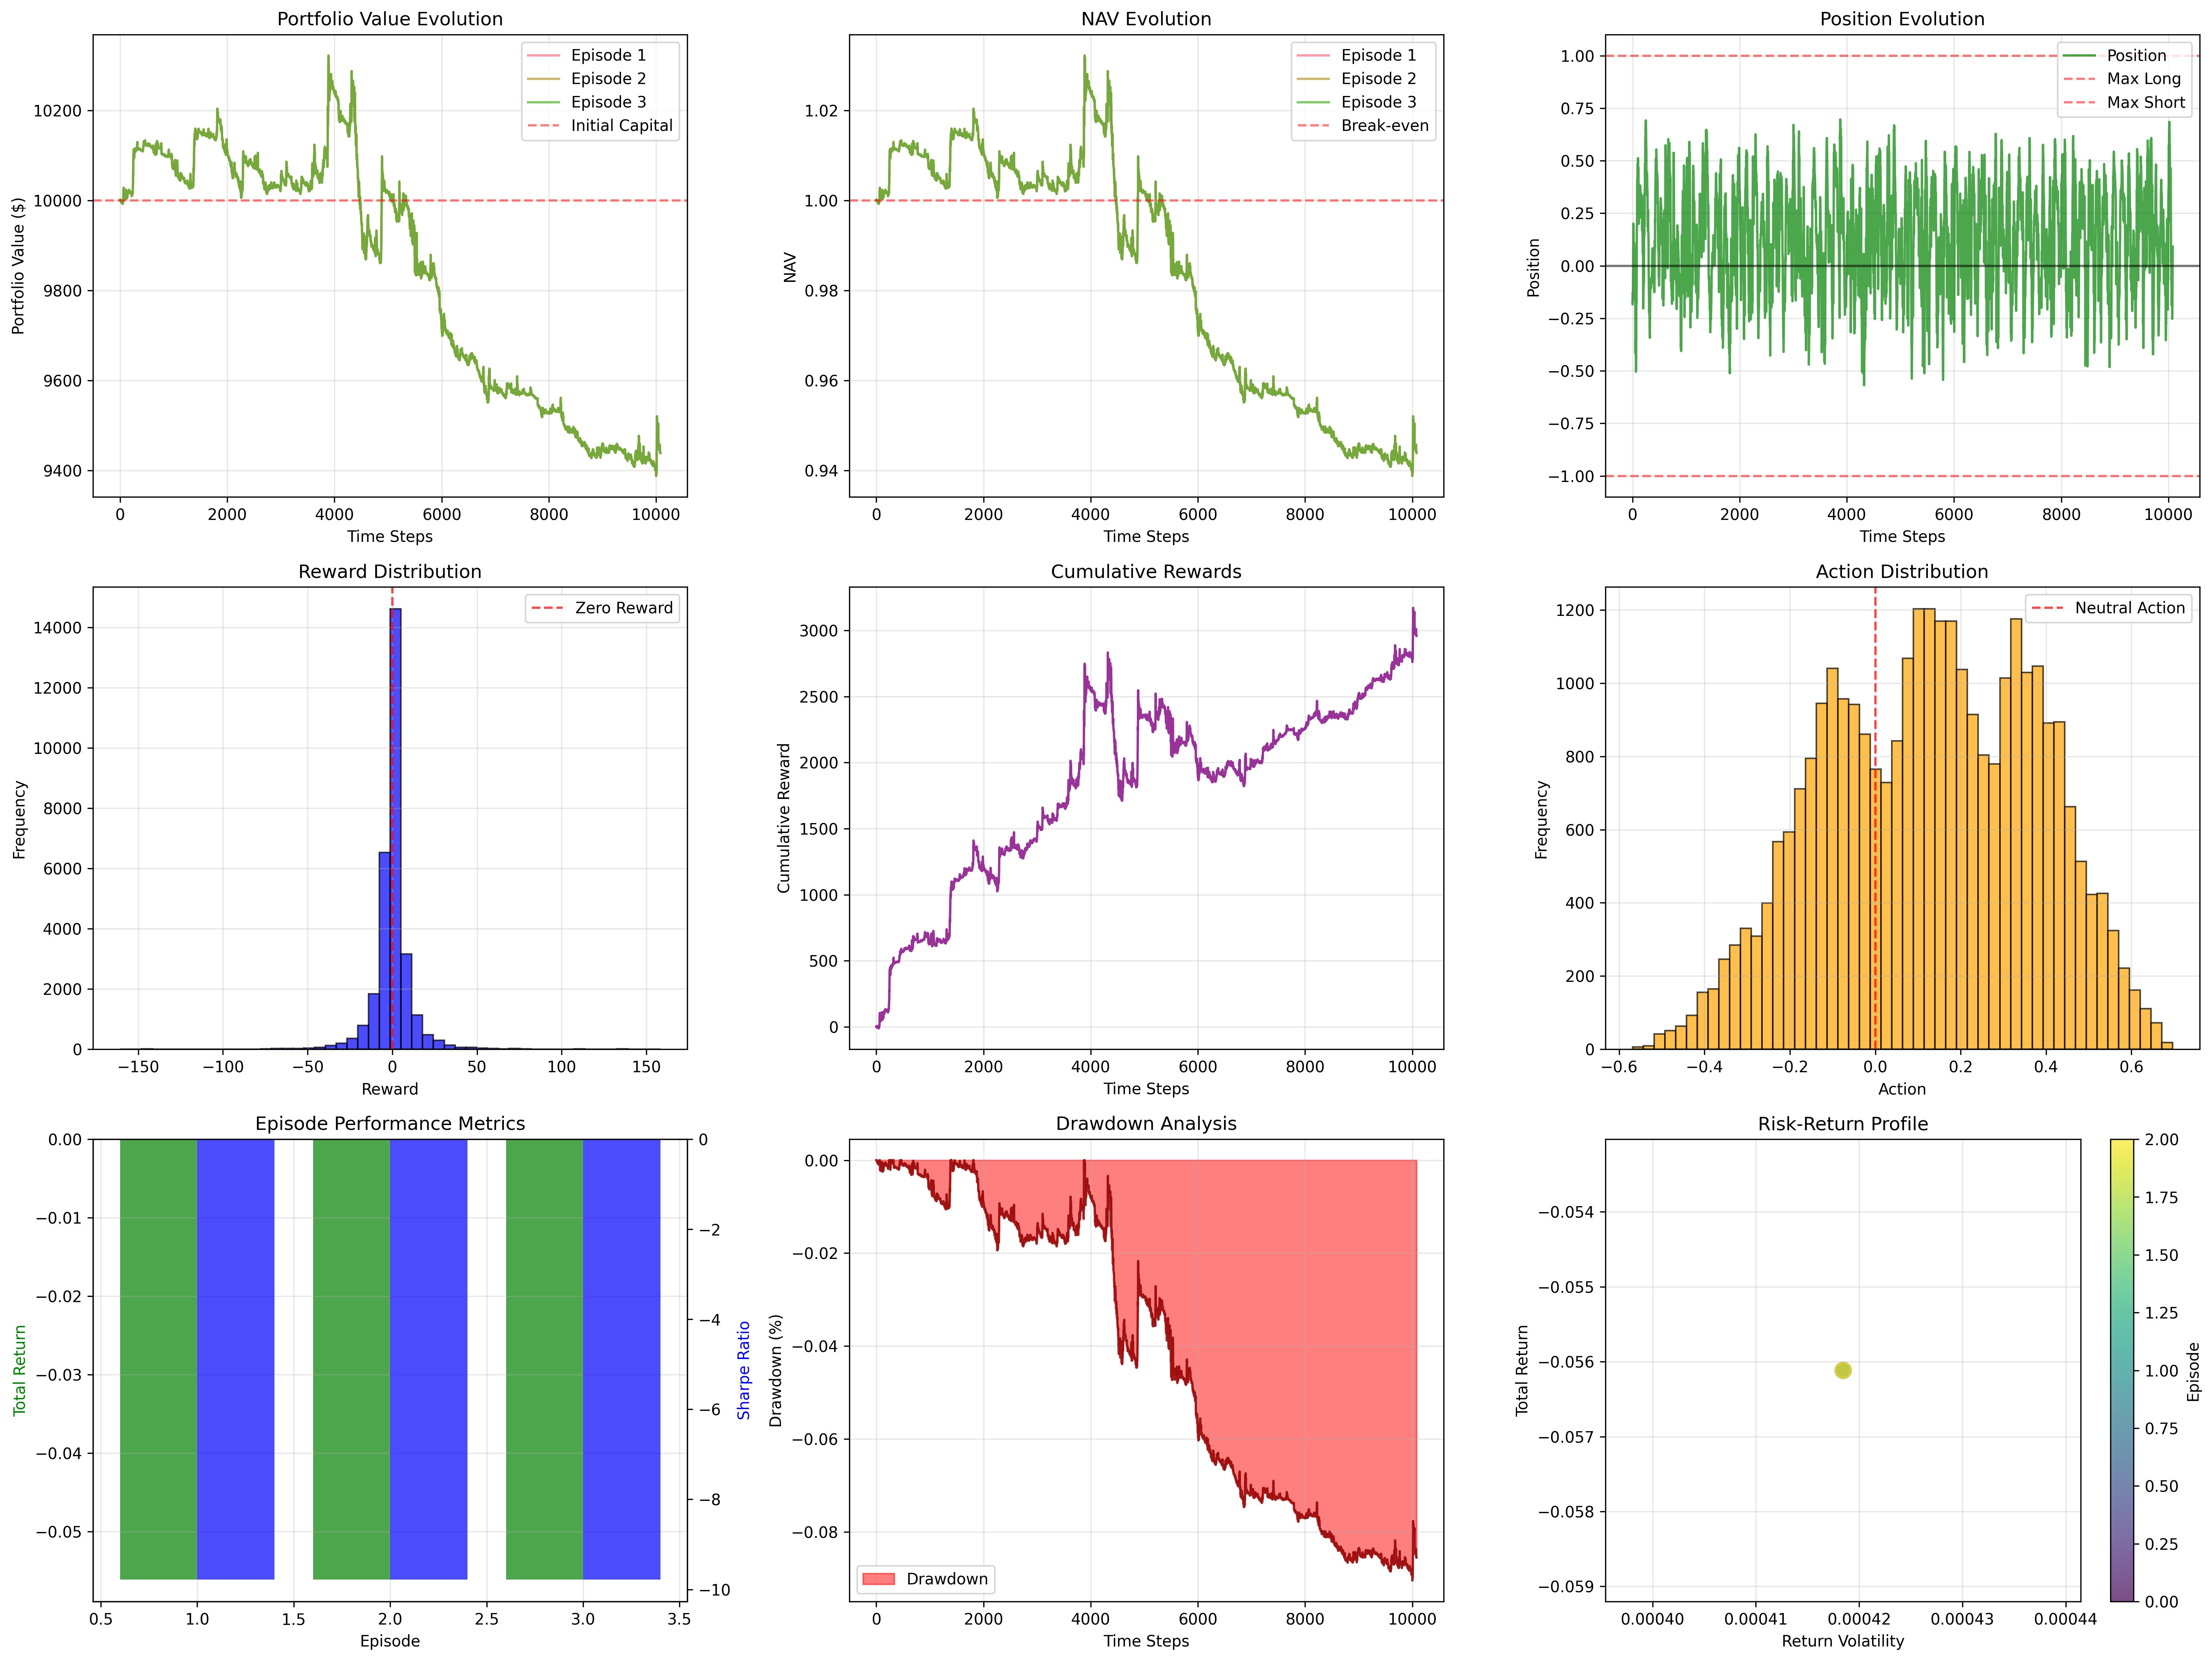 Portfolio Value Evolution
Portfolio Value ($)
10200
10000
9800
9600
9400
0 2000 4000 6000 8000 10000
Time Steps
Episode 1
Episode 2
Episode 3
Initial Capital
NAV Evolution
NAV
1.02
1.00
0.98
0.96
0.94
0 2000 4000 6000 8000 10000
Time Steps
Episode 1
Episode 2
Episode 3
Break-even
Position Evolution
Position
1.00
0.75
0.50
0.25
0.00
−0.25
−0.50
−0.75
−1.00
0 2000 4000 6000 8000 10000
Time Steps
Position
Max Long
Max Short
Reward Distribution
Frequency
14000
12000
10000
8000
6000
4000
2000
0
−150 −100 −50 0 50 100 150
Reward
Zero Reward
Cumulative Rewards
Cumulative Reward
3000
2500
2000
1500
1000
500
0
0 2000 4000 6000 8000 10000
Time Steps
Action Distribution
Frequency
1200
1000
800
600
400
200
0
−0.6 −0.4 −0.2 0.0 0.2 0.4 0.6
Action
Neutral Action
Episode Performance Metrics
Total Return
0.00
−0.01
−0.02
−0.03
−0.04
−0.05
0.5 1.0 1.5 2.0 2.5 3.0 3.5
Episode
0
−2
−4
−6
−8
−10
Sharpe Ratio
Drawdown Analysis
Drawdown (%)
0.00
−0.02
−0.04
−0.06
−0.08
0 2000 4000 6000 8000 10000
Time Steps
Drawdown
Risk-Return Profile
Total Return
−0.054
−0.055
−0.056
−0.057
−0.058
−0.059
0.00040 0.00041 0.00042 0.00043 0.00044
Return Volatility
2.00
1.75
1.50
1.25
1.00
0.75
0.50
0.25
0.00
Episode